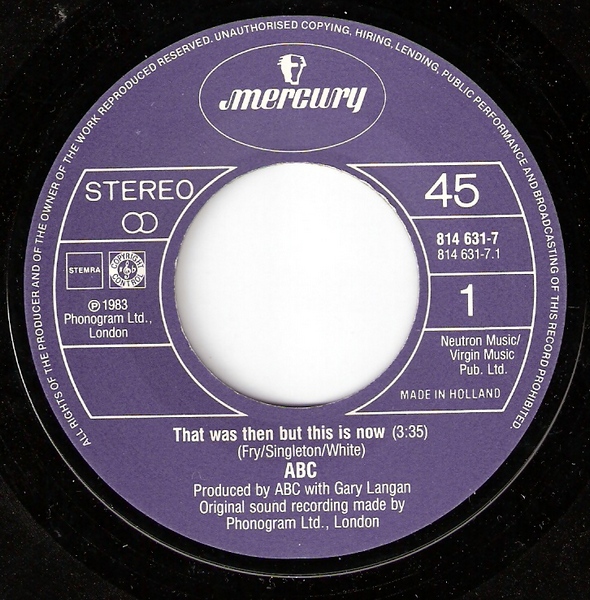 ALL RIGHTS OF THE PRODUCER AND OF THE OWNER OF THE WORK REPRODUCED RESERVED. UNAUTHORISED COPYING, HIRING, LENDING, PUBLIC PERFORMANCE AND BROADCASTING OF THIS RECORD PROHIBITED
mercury
STEREO
45
814 631-7
814 631-7.1
STEMRA
COPYRIGHT CONTROL
1
℗ 1983
Phonogram Ltd.,
London
Neutron Music/
Virgin Music
Pub. Ltd.
MADE IN HOLLAND
That was then but this is now (3:35)
(Fry/Singleton/White)
ABC
Produced by ABC with Gary Langan
Original sound recording made by
Phonogram Ltd., London